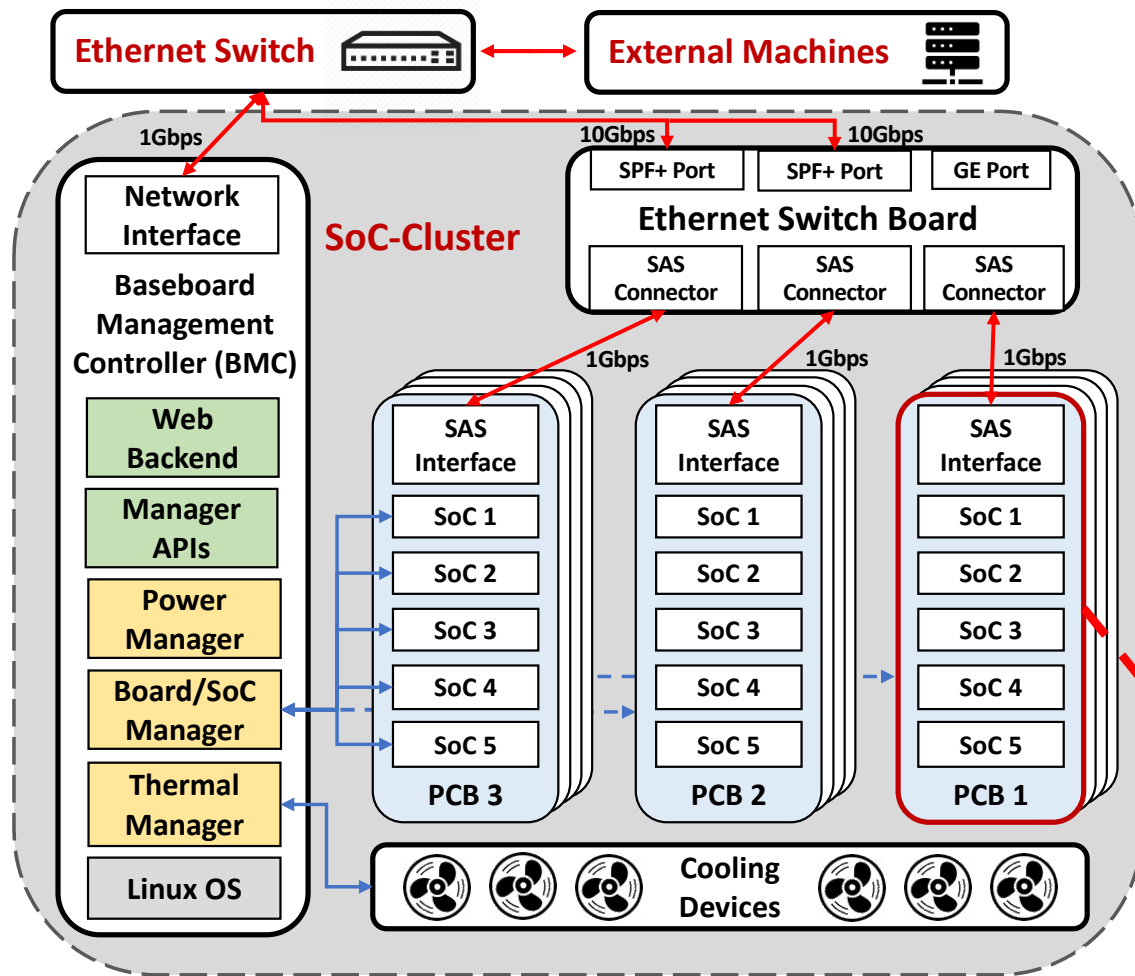 Ethernet Switch
External Machines
1Gbps
10Gbps
10Gbps
Network
Interface
Baseboard
Management
Controller (BMC)
Web
Backend
Manager
APIs
Power
Manager
Board/SoC
Manager
Thermal
Manager
Linux OS
SoC-Cluster
SPF+ Port
SPF+ Port
GE Port
Ethernet Switch Board
SAS
Connector
SAS
Connector
SAS
Connector
1Gbps
1Gbps
1Gbps
SAS
Interface
SoC 1
SoC 2
SoC 3
SoC 4
SoC 5
PCB 3
SAS
Interface
SoC 1
SoC 2
SoC 3
SoC 4
SoC 5
PCB 2
SAS
Interface
SoC 1
SoC 2
SoC 3
SoC 4
SoC 5
PCB 1
Cooling
Devices